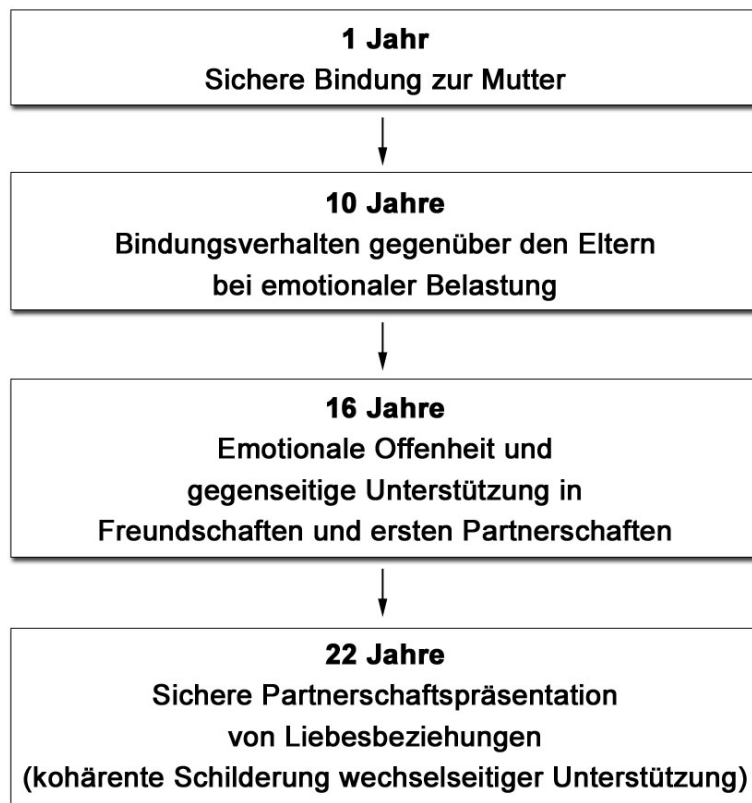 1 Jahr
Sichere Bindung zur Mutter
10 Jahre
Bindungsverhalten gegenüber den Eltern
bei emotionaler Belastung
16 Jahre
Emotionale Offenheit und
gegenseitige Unterstützung in
Freundschaften und ersten Partnerschaften
22 Jahre
Sichere Partnerschaftspräsentation
von Liebesbeziehungen
(kohärente Schilderung wechselseitiger Unterstützung)